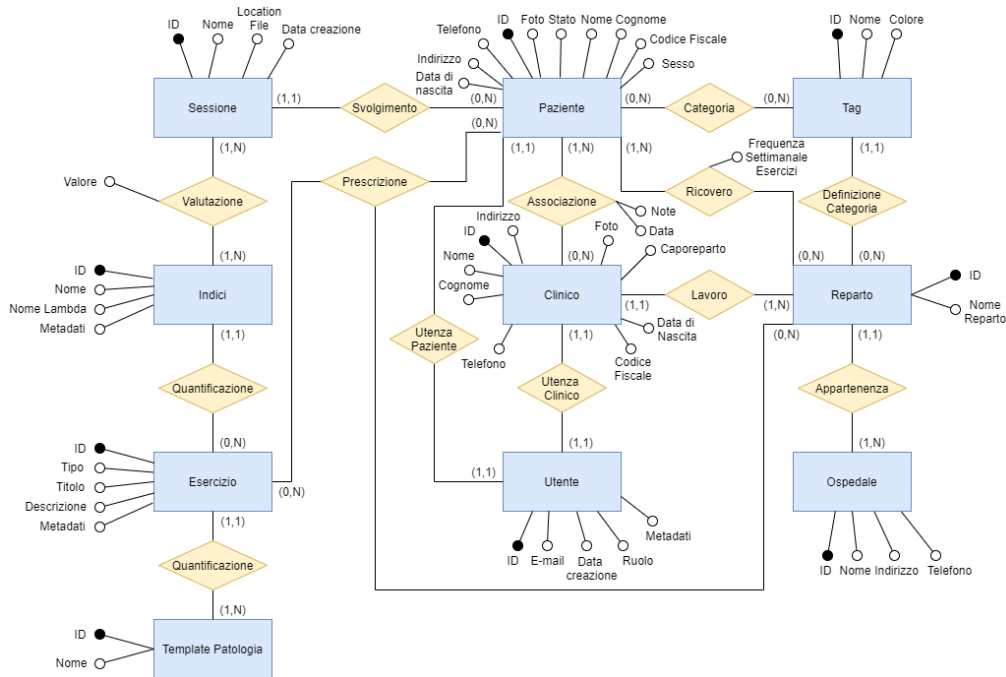 ID
Nome
Location
File
Data creazione
Telefono
ID
Foto
Stato
Nome
Cognome
Codice Fiscale
Sesso
Indirizzo
Data di
nascita
ID
Nome
Colore
Sessione
(1,1)
Svolgimento
(0,N)
Paziente
(0,N)
Categoria
(0,N)
Tag
(0,N)
(1,N)
(1,1)
(1,N)
(1,N)
(1,1)
Frequenza
Settimanale
Esercizi
Valore
Valutazione
Prescrizione
Associazione
Note
Data
Ricovero
Definizione
Categoria
(1,N)
Indirizzo
ID
Nome
Cognome
(0,N)
Foto
Caporeparto
(0,N)
(0,N)
ID
Nome
Nome Lambda
Metadati
Indici
Clinico
(1,1)
Lavoro
(1,N)
Reparto
ID
Nome
Reparto
(1,1)
Utenza
Paziente
Telefono
(1,1)
Data di
Nascita
Codice
Fiscale
(0,N)
(1,1)
Quantificazione
Utenza
Clinico
Appartenenza
(0,N)
(1,1)
(1,1)
(1,N)
ID
Tipo
Titolo
Descrizione
Metadati
Esercizio
(0,N)
Utente
Ospedale
(1,1)
Metadati
ID
E-mail
Data
creazione
Ruolo
ID
Nome
Indirizzo
Telefono
Quantificazione
(1,N)
ID
Nome
Template Patologia